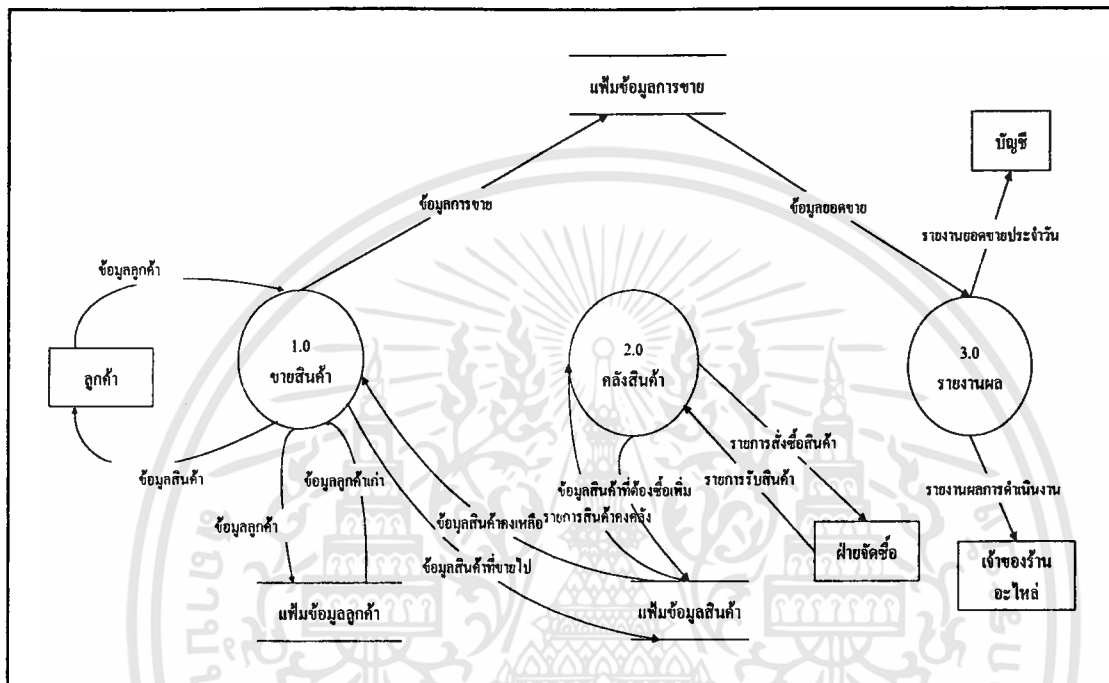 แฟ้มข้อมูลการขาย
บัญชี
ข้อมูลการขาย
ข้อมูลยอดขาย
รายงานยอดขายประจำวัน
ข้อมูลลูกค้า
1.0
ขายสินค้า
2.0
คลังสินค้า
3.0
รายงานผล
ลูกค้า
ข้อมูลสินค้า
ข้อมูลลูกค้าเก่า
ข้อมูลลูกค้า
ข้อมูลสินค้าคงเหลือ
ข้อมูลสินค้าที่ขายไป
ข้อมูลสินค้าที่ต้องซื้อเพิ่ม
รายการสินค้าคงคลัง
รายการสั่งซื้อสินค้า
รายการรับสินค้า
รายงานผลการดำเนินงาน
ฝ่ายจัดซื้อ
เจ้าของร้าน
อะไหล่
แฟ้มข้อมูลลูกค้า
แฟ้มข้อมูลสินค้า